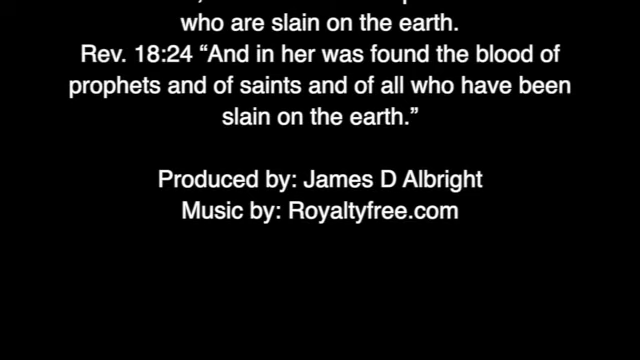 who are slain on the earth.
Rev. 18:24 “And in her was found the blood of
prophets and of saints and of all who have been
slain on the earth.”
Produced by: James D Albright
Music by: Royaltyfree.com